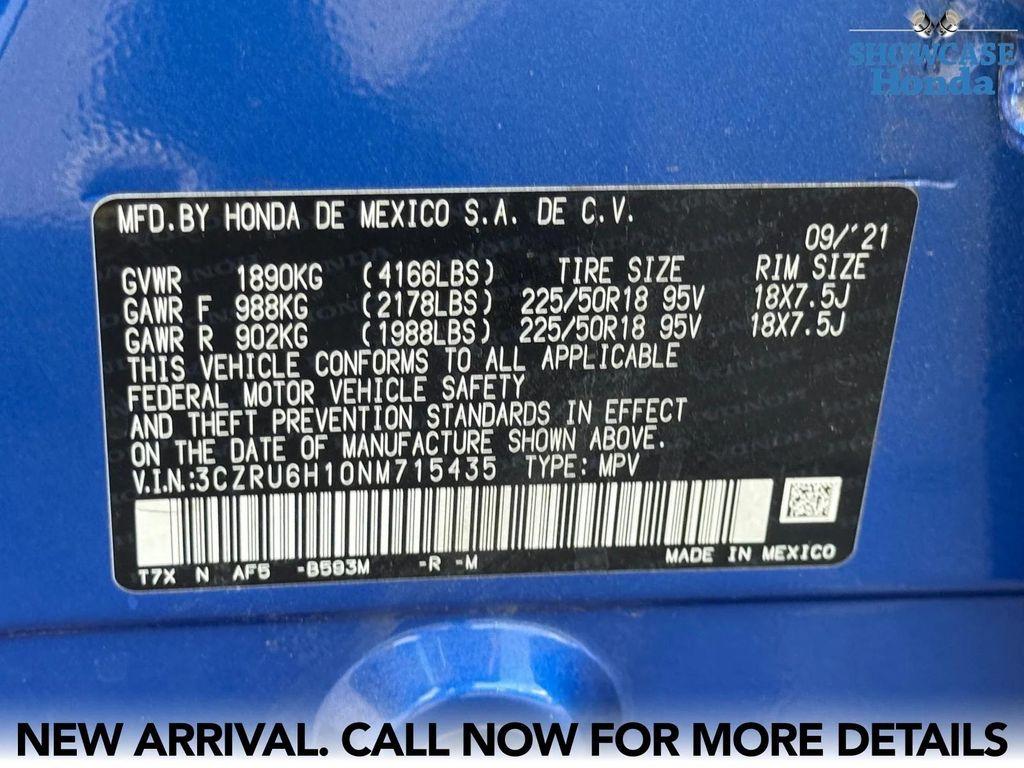 SHOWCASE
Honda
MFD.BY HONDA DE MEXICO S.A. DE C.V.
09/'21
GVWR 1890KG (4166LBS) TIRE SIZE RIM SIZE
GAWR F 988KG (2178LBS) 225/50R18 95V 18X7.5J
GAWR R 902KG (1988LBS) 225/50R18 95V 18X7.5J
THIS VEHICLE CONFORMS TO ALL APPLICABLE
FEDERAL MOTOR VEHICLE SAFETY
AND THEFT PREVENTION STANDARDS IN EFFECT
ON THE DATE OF MANUFACTURE SHOWN ABOVE.
V.I.N.:3CZRU6H10NM715435 TYPE: MPV
T7X N AF5 -B593M -R -M MADE IN MEXICO
NEW ARRIVAL. CALL NOW FOR MORE DETAILS